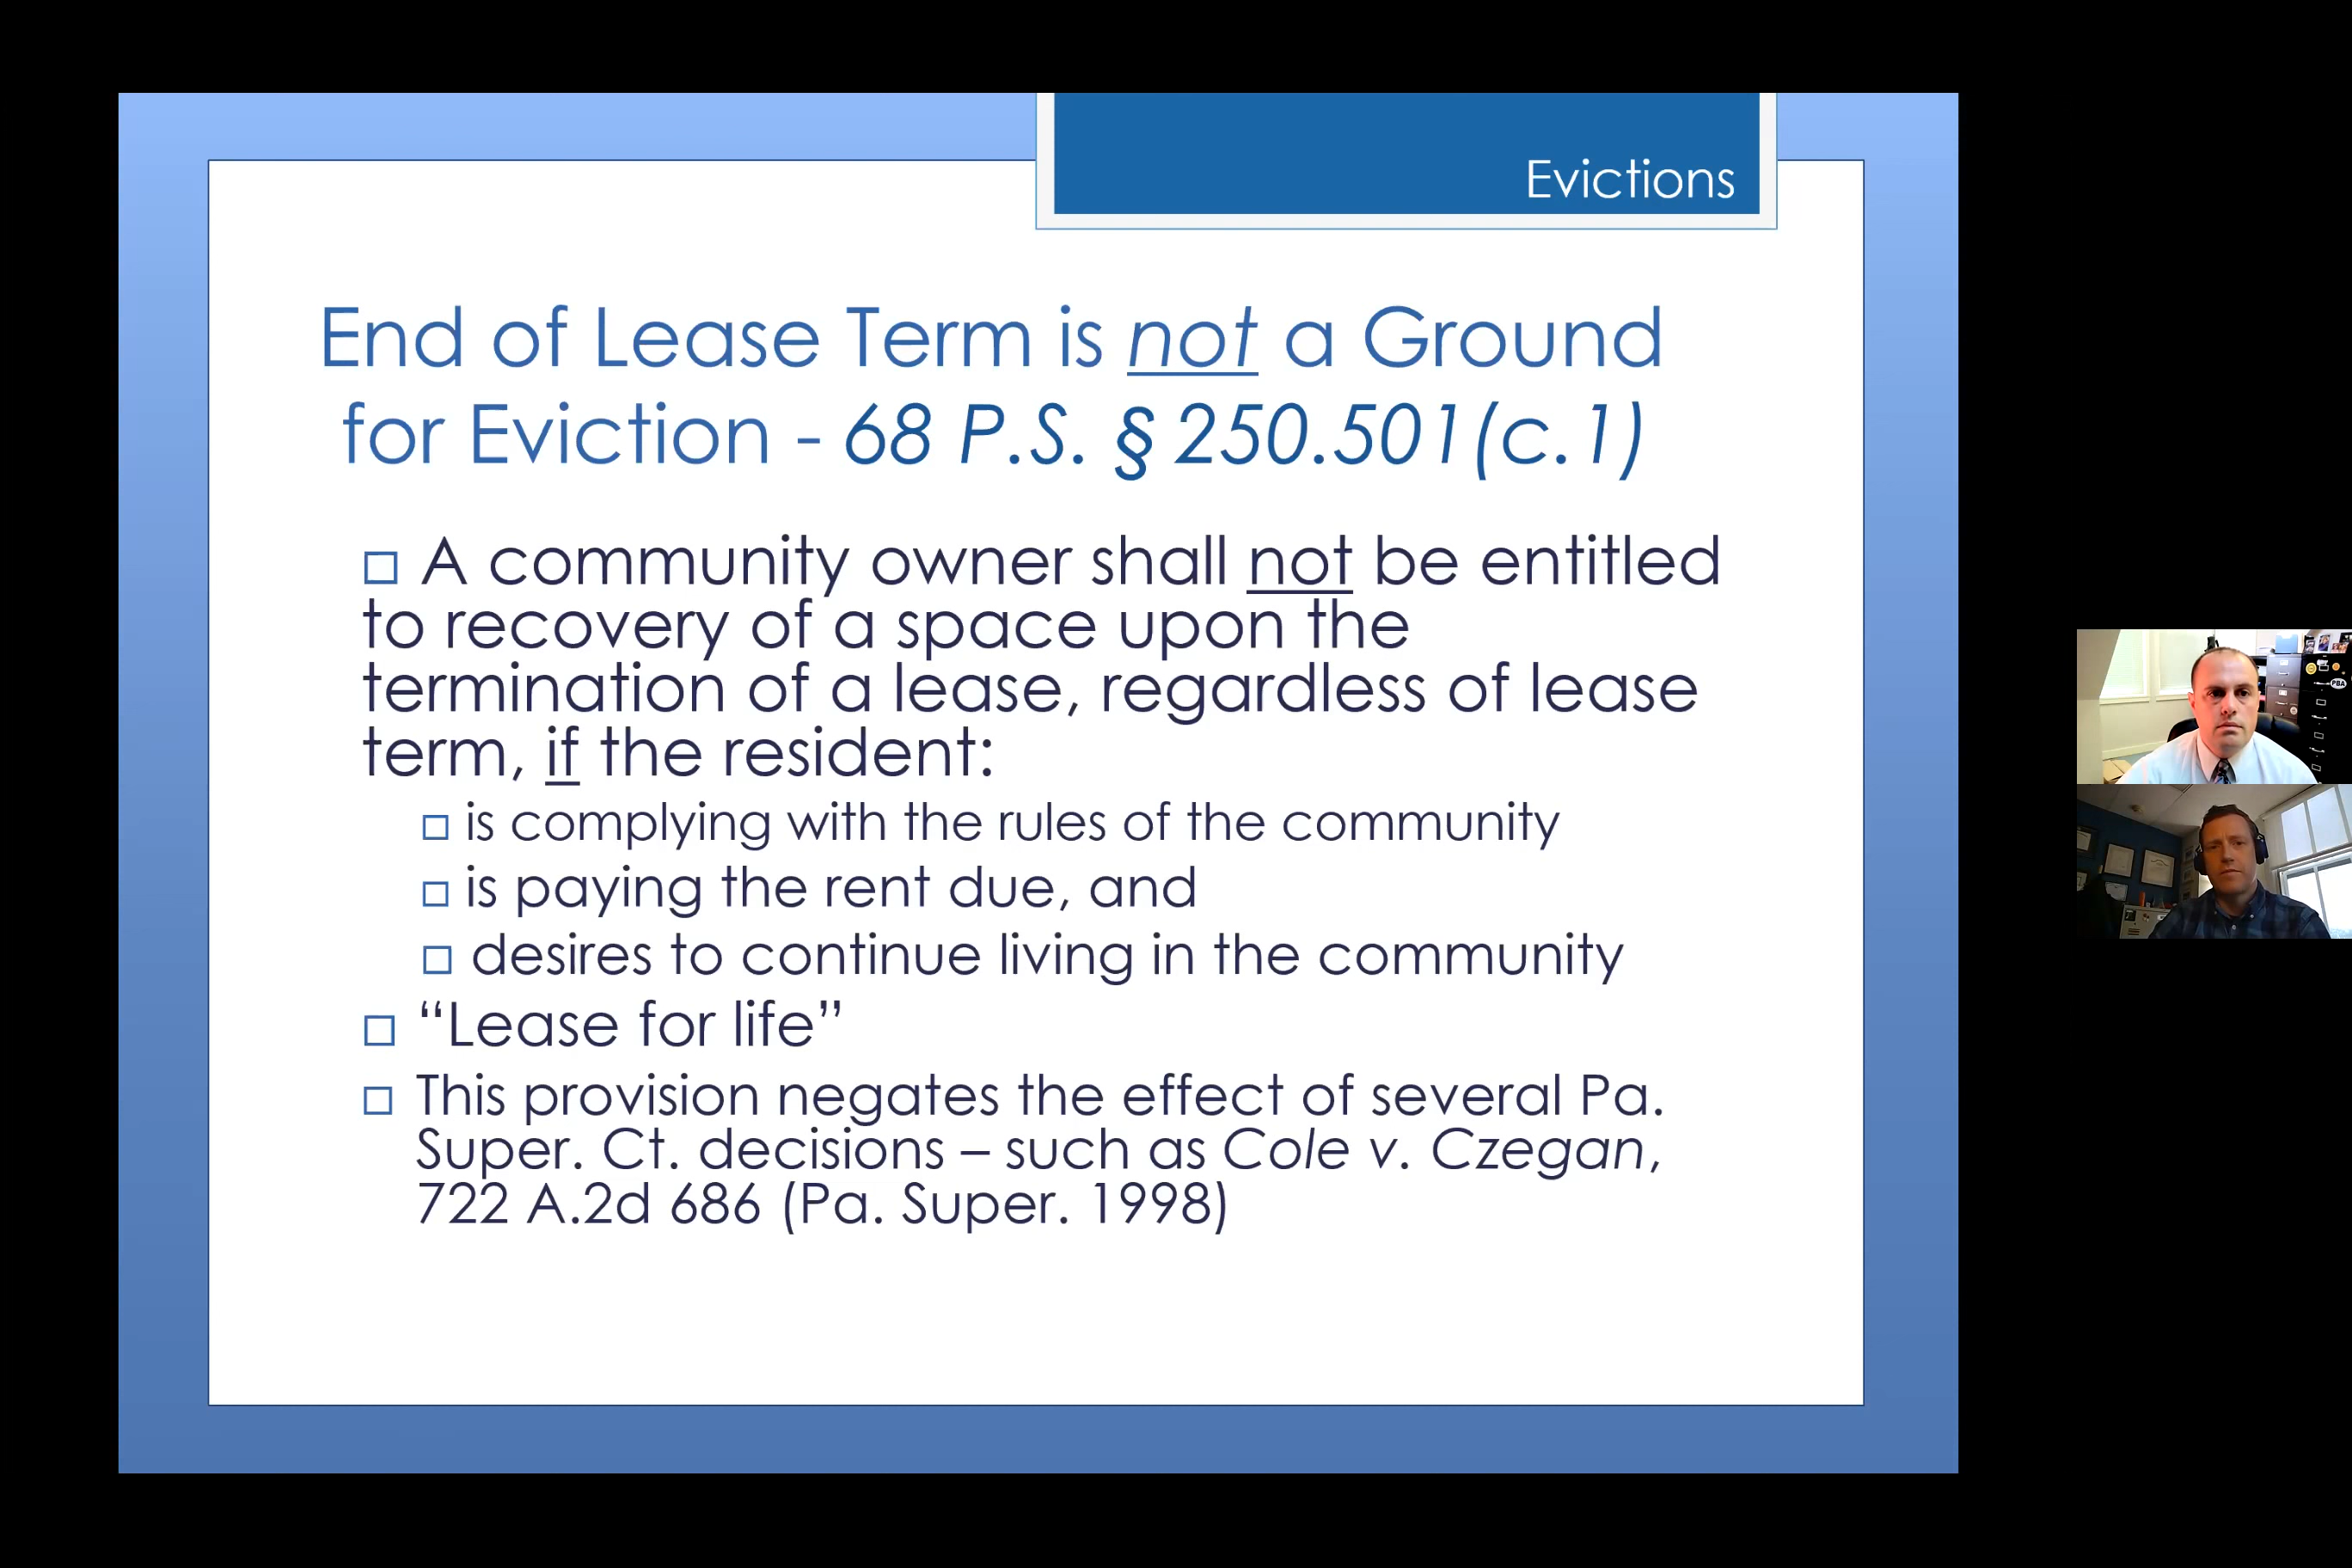 Evictions
End of Lease Term is not a Ground
for Eviction - 68 P.S. § 250.501(c.1)
A community owner shall not be entitled
to recovery of a space upon the
termination of a lease, regardless of lease
term, if the resident:
is complying with the rules of the community
is paying the rent due, and
desires to continue living in the community
“Lease for life”
This provision negates the effect of several Pa.
Super. Ct. decisions – such as Cole v. Czegan,
722 A.2d 686 (Pa. Super. 1998)
PBA